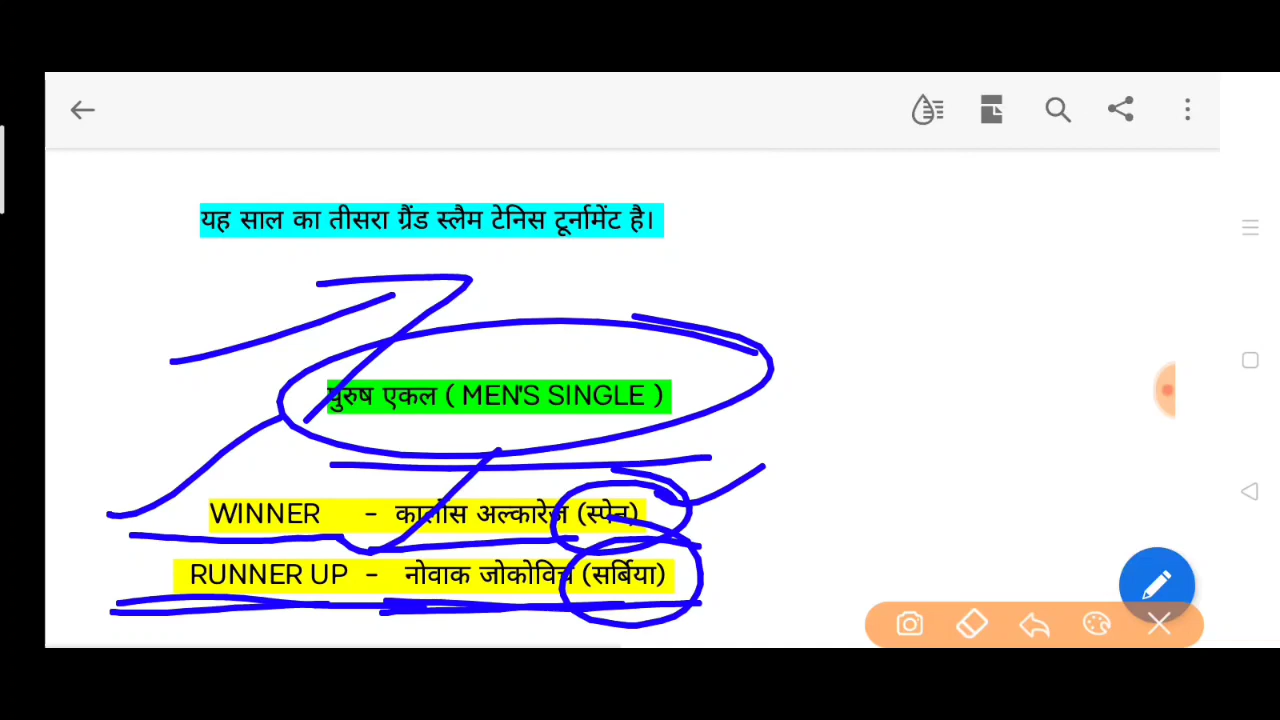 यह साल का तीसरा ग्रैंड स्लैम टेनिस टूर्नामेंट है।
पुरुष एकल ( MEN'S SINGLE )
WINNER - कार्लोस अल्कारेज (स्पेन)
RUNNER UP - नोवाक जोकोविच (सर्बिया)